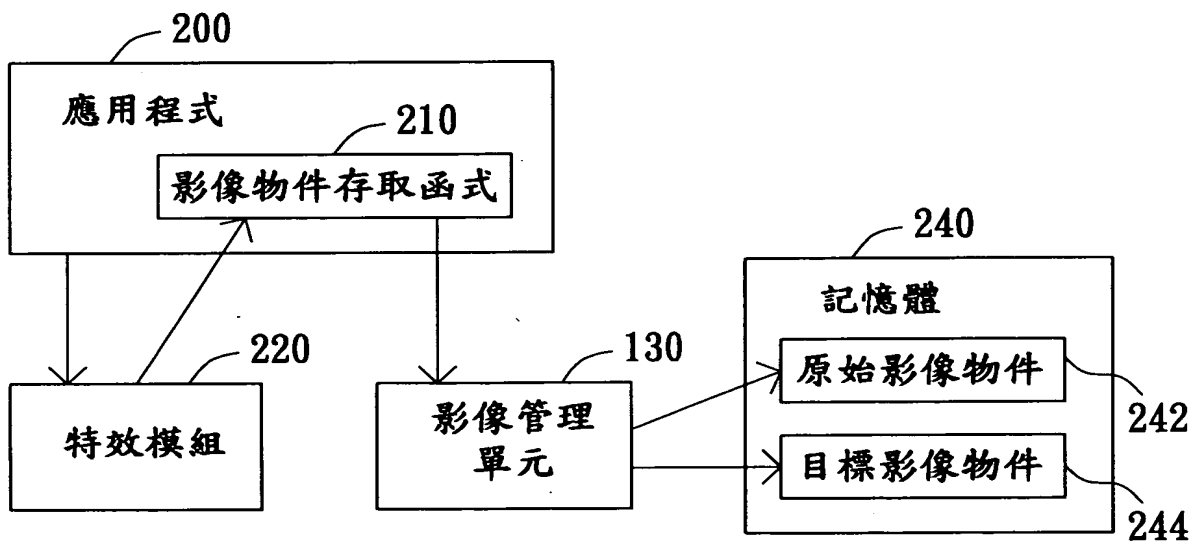 200
應用程式
210
影像物件存取函式
240
記憶體
220
130
原始影像物件
242
特效模組
影像管理
單元
目標影像物件
244